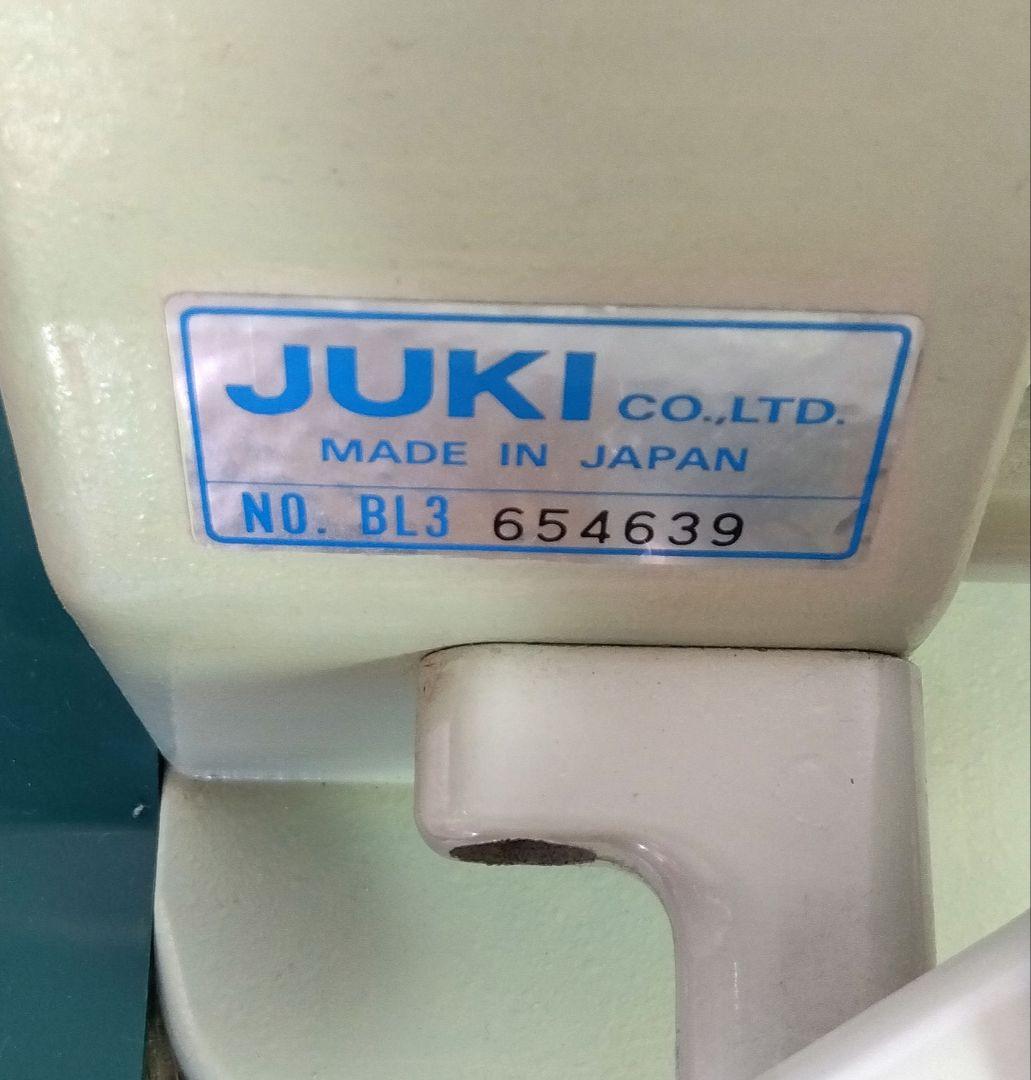 JUKI CO.,LTD.
MADE IN JAPAN
NO. BL3 654639